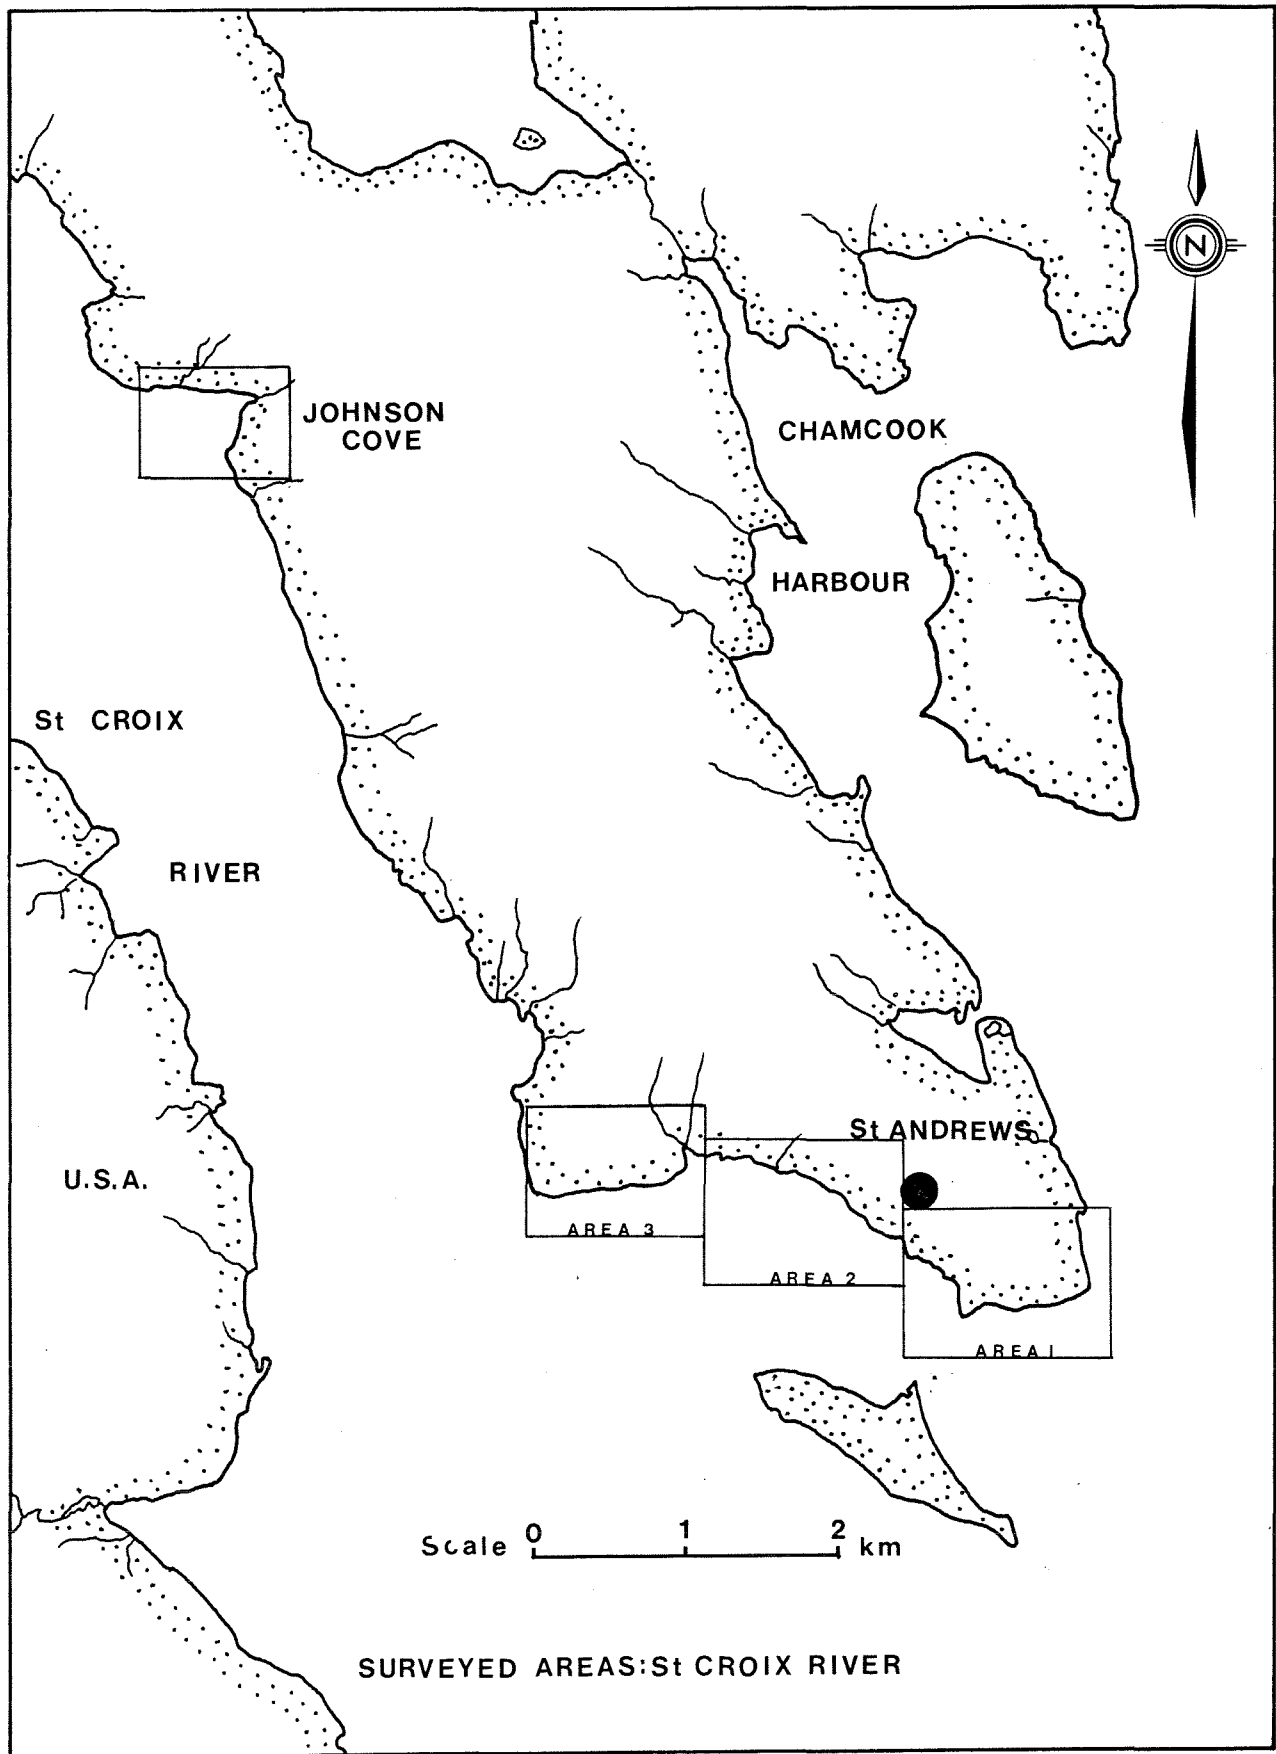 N
JOHNSON
COVE
CHAMCOOK
HARBOUR
St CROIX
RIVER
St ANDREWS
U.S.A.
AREA 3
AREA 2
AREA 1
0 1 2
Scale km
SURVEYED AREAS:St CROIX RIVER